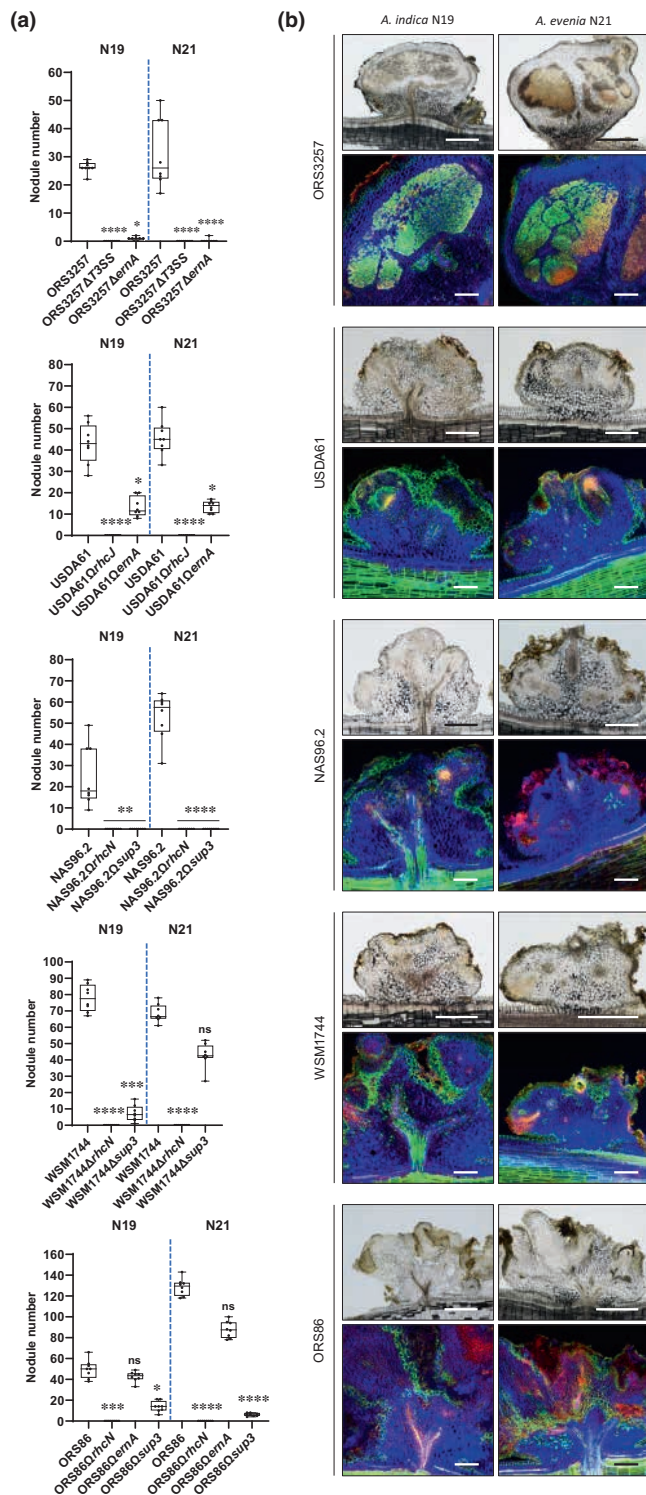 (a)
N19 N21
Nodule number
60
50
40
30
20
10
0
**** * **** ****
ORS3257
ORS3257ΔT3SS
ORS3257ΔernA
ORS3257
ORS3257ΔT3SS
ORS3257ΔernA
N19 N21
Nodule number
80
70
60
50
40
30
20
10
0
**** * **** *
USDA61
USDA61ΩrhcJ
USDA61ΩernA
USDA61
USDA61ΩrhcJ
USDA61ΩernA
N19 N21
Nodule number
80
70
60
50
40
30
20
10
0
** ****
NAS96.2
NAS96.2ΩrhcN
NAS96.2Ωsup3
NAS96.2
NAS96.2ΩrhcN
NAS96.2Ωsup3
N19 N21
Nodule number
100
90
80
70
60
50
40
30
20
10
0
**** *** **** ns
WSM1744
WSM1744ΔrhcN
WSM1744Δsup3
WSM1744
WSM1744ΔrhcN
WSM1744Δsup3
N19 N21
Nodule number
160
140
120
100
80
60
40
20
0
*** ns * **** ns ****
ORS86
ORS86ΩrhcN
ORS86ΩernA
ORS86Ωsup3
ORS86
ORS86ΩrhcN
ORS86ΩernA
ORS86Ωsup3
(b)
A. indica N19 A. evenia N21
ORS3257
USDA61
NAS96.2
WSM1744
ORS86